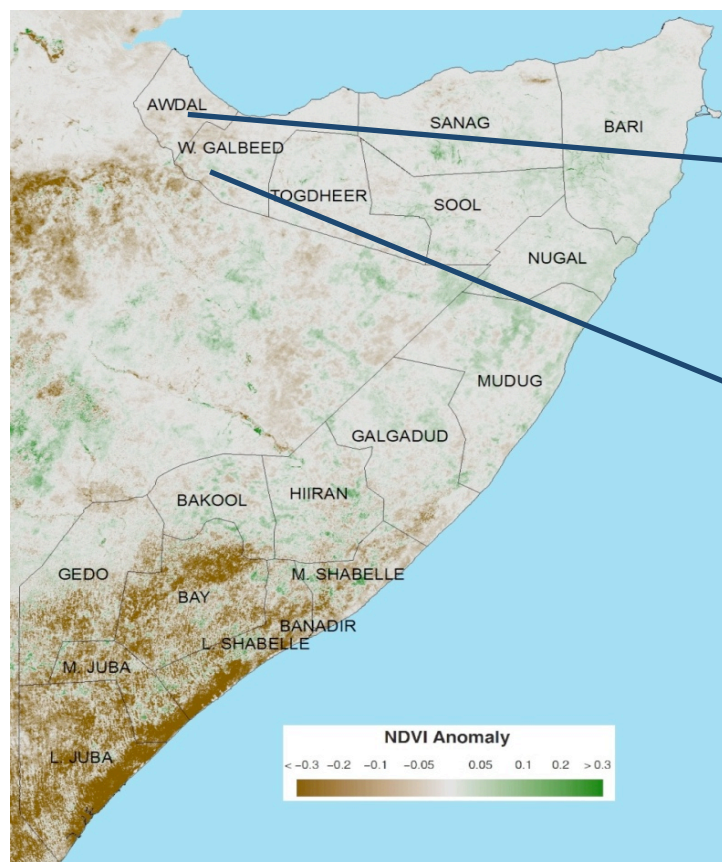 AWDAL
SANAG
BARI
W. GALBEED
TOGDHEER
SOOL
NUGAL
MUDUG
GALGADUD
BAKOOL
HIIRAN
GEDO
M. SHABELLE
BAY
BANADIR
L. SHABELLE
M. JUBA
L. JUBA
NDVI Anomaly
< −0.3 −0.2 −0.1 −0.05 0.05 0.1 0.2 > 0.3